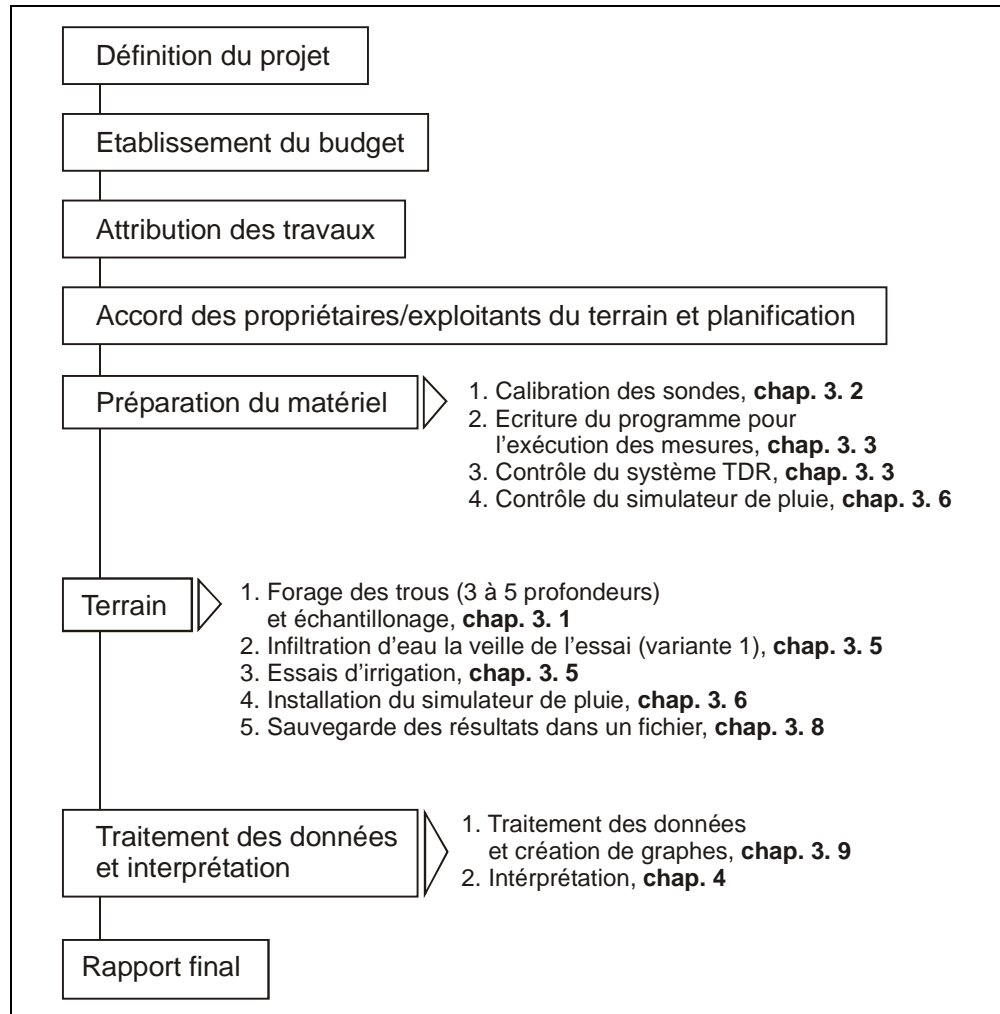 Définition du projet
Etablissement du budget
Attribution des travaux
Accord des propriétaires/exploitants du terrain et planification
Préparation du matériel
1. Calibration des sondes, chap. 3. 2
2. Ecriture du programme pour
l'exécution des mesures, chap. 3. 3
3. Contrôle du système TDR, chap. 3. 3
4. Contrôle du simulateur de pluie, chap. 3. 6
Terrain
1. Forage des trous (3 à 5 profondeurs)
et échantillonage, chap. 3. 1
2. Infiltration d'eau la veille de l'essai (variante 1), chap. 3. 5
3. Essais d'irrigation, chap. 3. 5
4. Installation du simulateur de pluie, chap. 3. 6
5. Sauvegarde des résultats dans un fichier, chap. 3. 8
Traitement des données
et interprétation
1. Traitement des données
et création de graphes, chap. 3. 9
2. Intérprétation, chap. 4
Rapport final